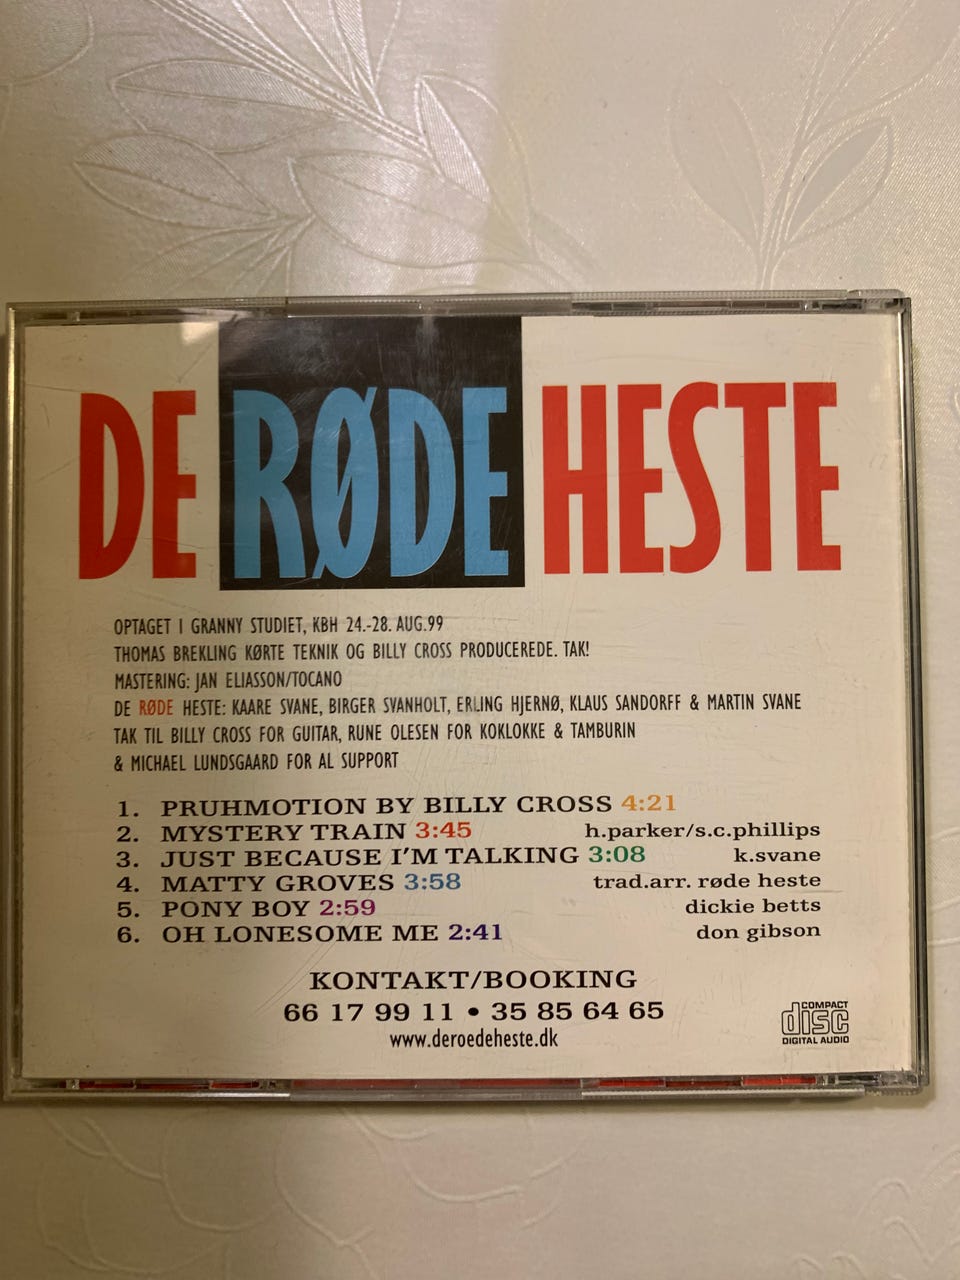 DE RØDE HESTE
OPTAGET I GRANNY STUDIET, KBH 24.-28. AUG.99
THOMAS BREKLING KØRTE TEKNIK OG BILLY CROSS PRODUCEREDE. TAK!
MASTERING: JAN ELIASSON/TOCANO
DE RØDE HESTE: KAARE SVANE, BIRGER SVANHOLT, ERLING HJERNØ, KLAUS SANDORFF & MARTIN SVANE
TAK TIL BILLY CROSS FOR GUITAR, RUNE OLESEN FOR KOKLOKKE & TAMBURIN
& MICHAEL LUNDSGAARD FOR AL SUPPORT
1. PRUHMOTION BY BILLY CROSS 4:21
2. MYSTERY TRAIN 3:45 h.parker/s.c.phillips
3. JUST BECAUSE I'M TALKING 3:08 k.svane
4. MATTY GROVES 3:58 trad.arr. røde heste
5. PONY BOY 2:59 dickie betts
6. OH LONESOME ME 2:41 don gibson
KONTAKT/BOOKING
66 17 99 11 • 35 85 64 65
www.deroedeheste.dk
COMPACT
disc
DIGITAL AUDIO